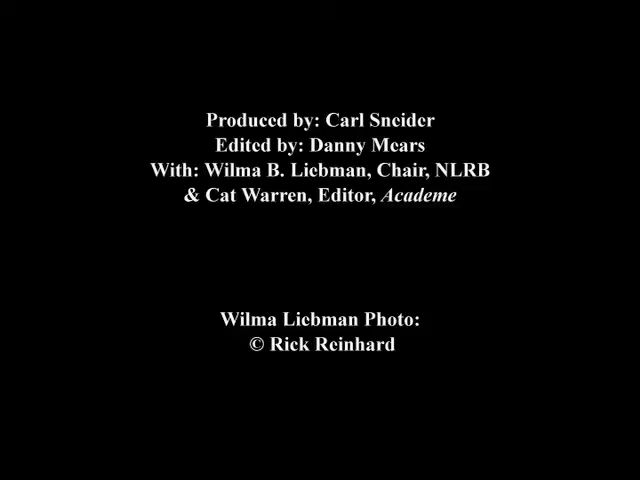 Produced by: Carl Sneider
Edited by: Danny Mears
With: Wilma B. Liebman, Chair, NLRB
& Cat Warren, Editor, Academe
Wilma Liebman Photo:
© Rick Reinhard